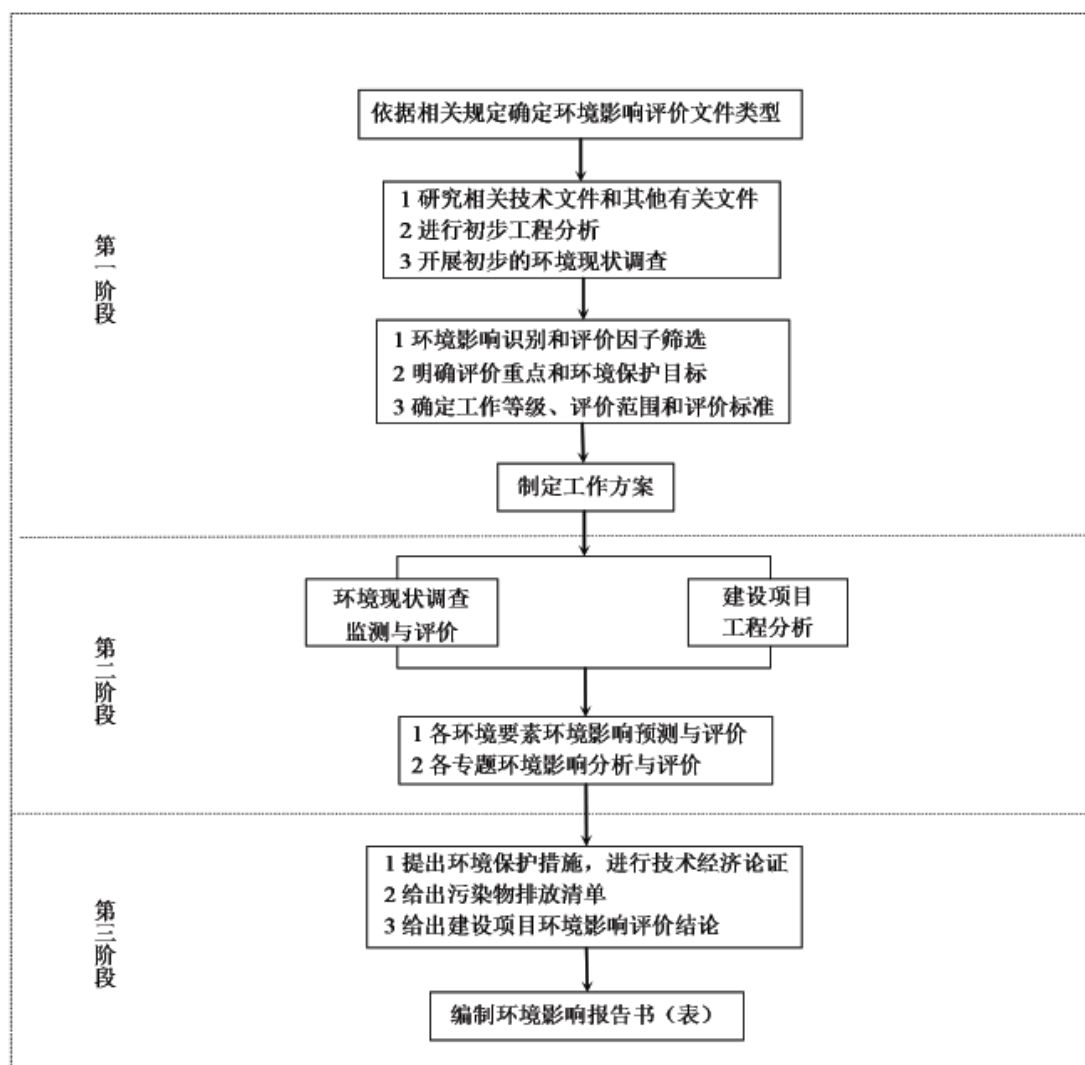 依据相关规定确定环境影响评价文件类型
1 研究相关技术文件和其他有关文件
2 进行初步工程分析
3 开展初步的环境现状调查
第一阶段
1 环境影响识别和评价因子筛选
2 明确评价重点和环境保护目标
3 确定工作等级、评价范围和评价标准
制定工作方案
环境现状调查
监测与评价
建设项目
工程分析
第二阶段
1 各环境要素环境影响预测与评价
2 各专题环境影响分析与评价
1 提出环境保护措施，进行技术经济论证
2 给出污染物排放清单
3 给出建设项目环境影响评价结论
第三阶段
编制环境影响报告书（表）